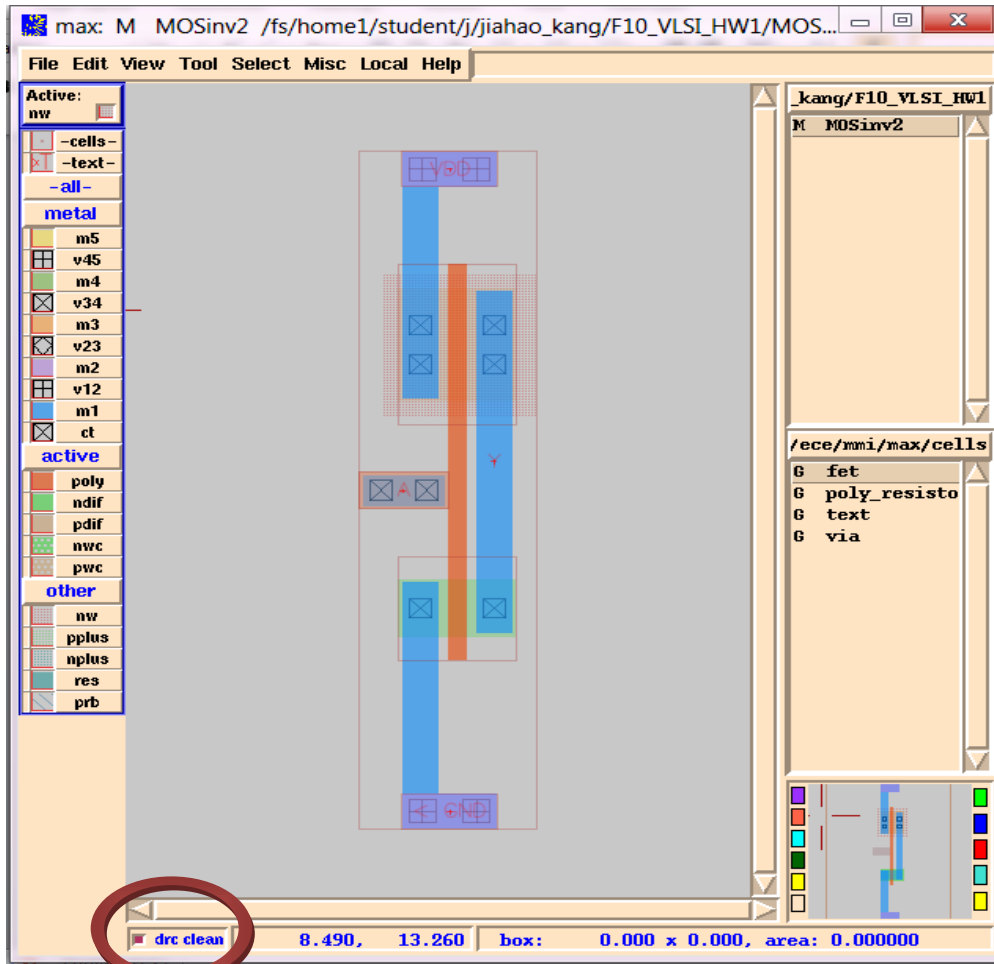 max: M MOSinv2 /fs/home1/student/j/jiahao_kang/F10_VLSI_HW1/MOS...
File Edit View Tool Select Misc Local Help
Active:
nw
-cells-
-text-
-all-
metal
m5
v45
m4
v34
m3
v23
m2
v12
m1
ct
active
poly
ndif
pdif
nwc
pwc
other
nw
pplus
nplus
res
prb
VDD
Y
A
GND
_kang/F10_VLSI_HW1
M MOSinv2
/ece/mmi/max/cells
G fet
G poly_resisto
G text
G via
drc clean 8.490, 13.260 box: 0.000 x 0.000, area: 0.000000